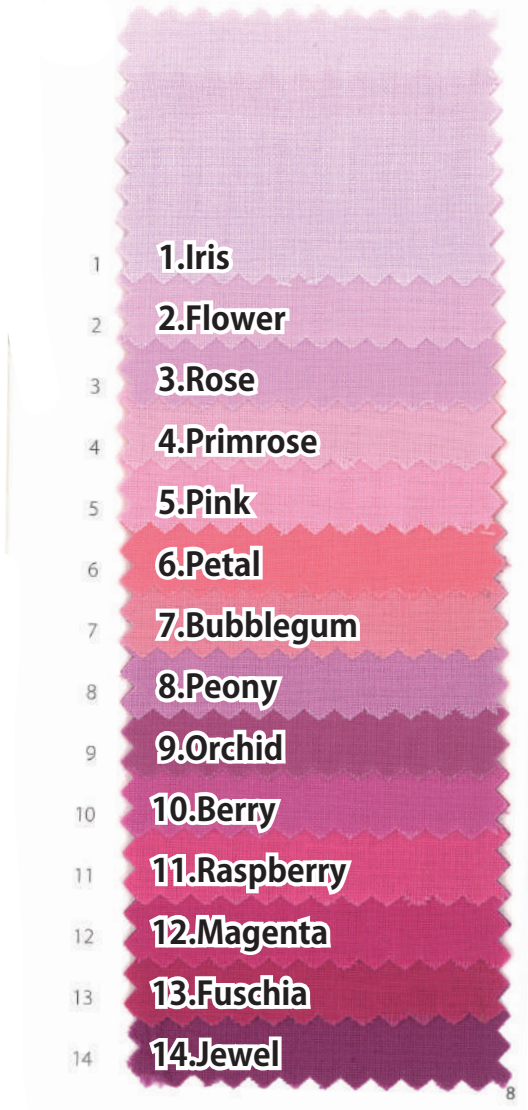 1 1.Iris
2 2.Flower
3 3.Rose
4 4.Primrose
5 5.Pink
6 6.Petal
7 7.Bubblegum
8 8.Peony
9 9.Orchid
10 10.Berry
11 11.Raspberry
12 12.Magenta
13 13.Fuschia
14 14.Jewel
8